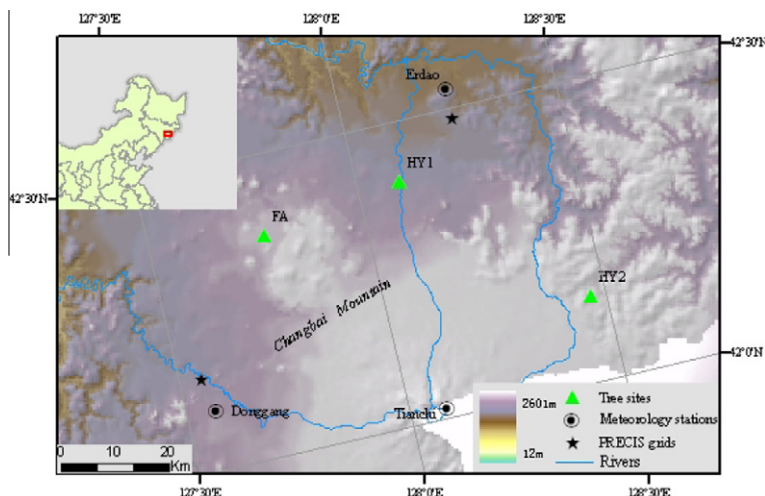 127°30'E
128°0'E
128°30'E
42°30'N
42°30'N
42°0'N
Erdao
HY1
FA
HY2
Changbai Mountain
Donggang
Tianchi
2601m
12m
Tree sites
Meteorology stations
PRECIS grids
Rivers
0 10 20
Km
127°30'E
128°0'E
128°30'E